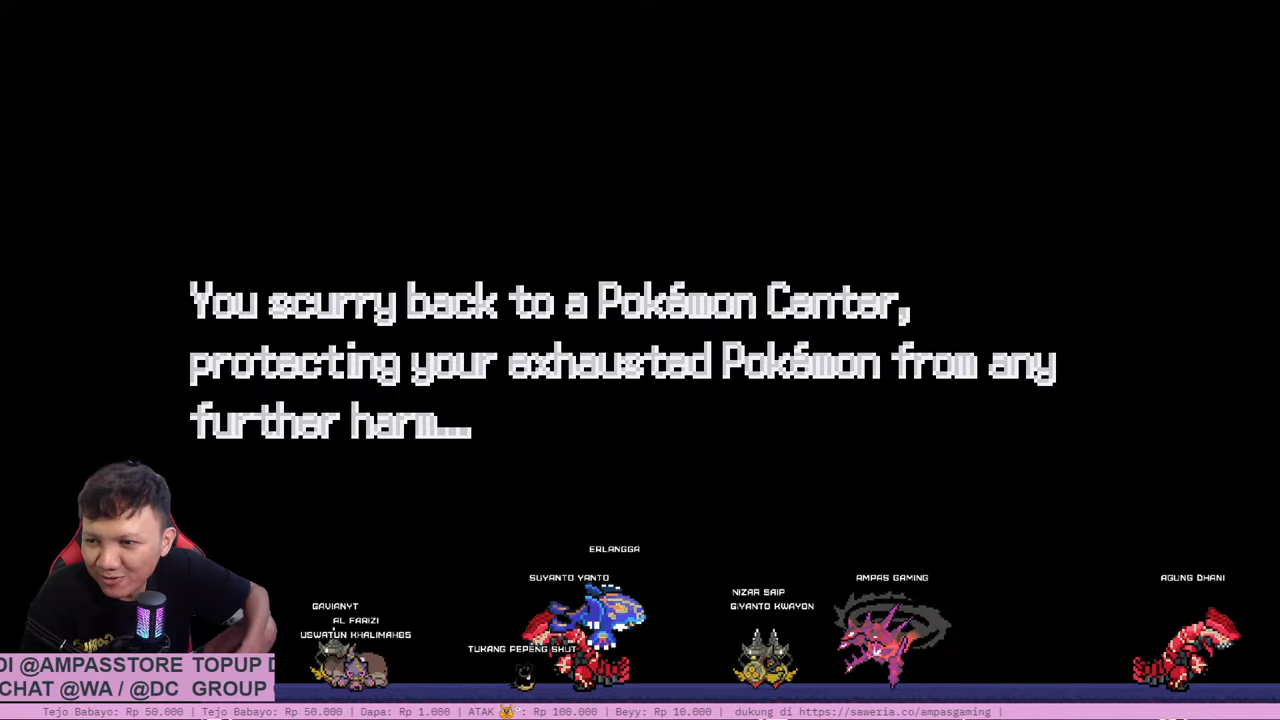 You scurry back to a Pokémon Center,
protecting your exhausted Pokémon from any
further harm...
ERLANGGA
SUYANTO YANTO
AMPAS GAMING
AGUNG DHANI
NIZAR SAIP
GIYANTO KWAYON
GAVIANYT
AL FARIZI
USWATUN KHALIMAH85
TUKANG PEPENG SHUT
DI @AMPASSTORE TOPUP D
CHAT @WA / @DC GROUP
Tejo Babayo: Rp 50.000 | Tejo Babayo: Rp 50.000 | Dapa: Rp 1.000 | ATAK : Rp 100.000 | Beyy: Rp 10.000 | dukung di https://saweria.co/ampasgaming |